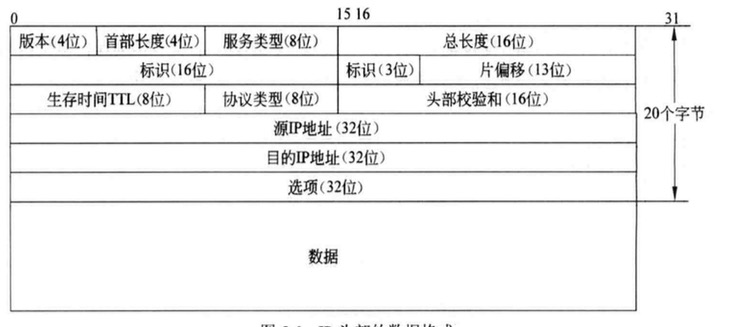 0 15 16 31
版本(4位) 首部长度(4位) 服务类型(8位) 总长度(16位)
标识(16位) 标识(3位) 片偏移(13位)
生存时间TTL(8位) 协议类型(8位) 头部校验和(16位)
20个字节
源IP地址(32位)
目的IP地址(32位)
选项(32位)
数据